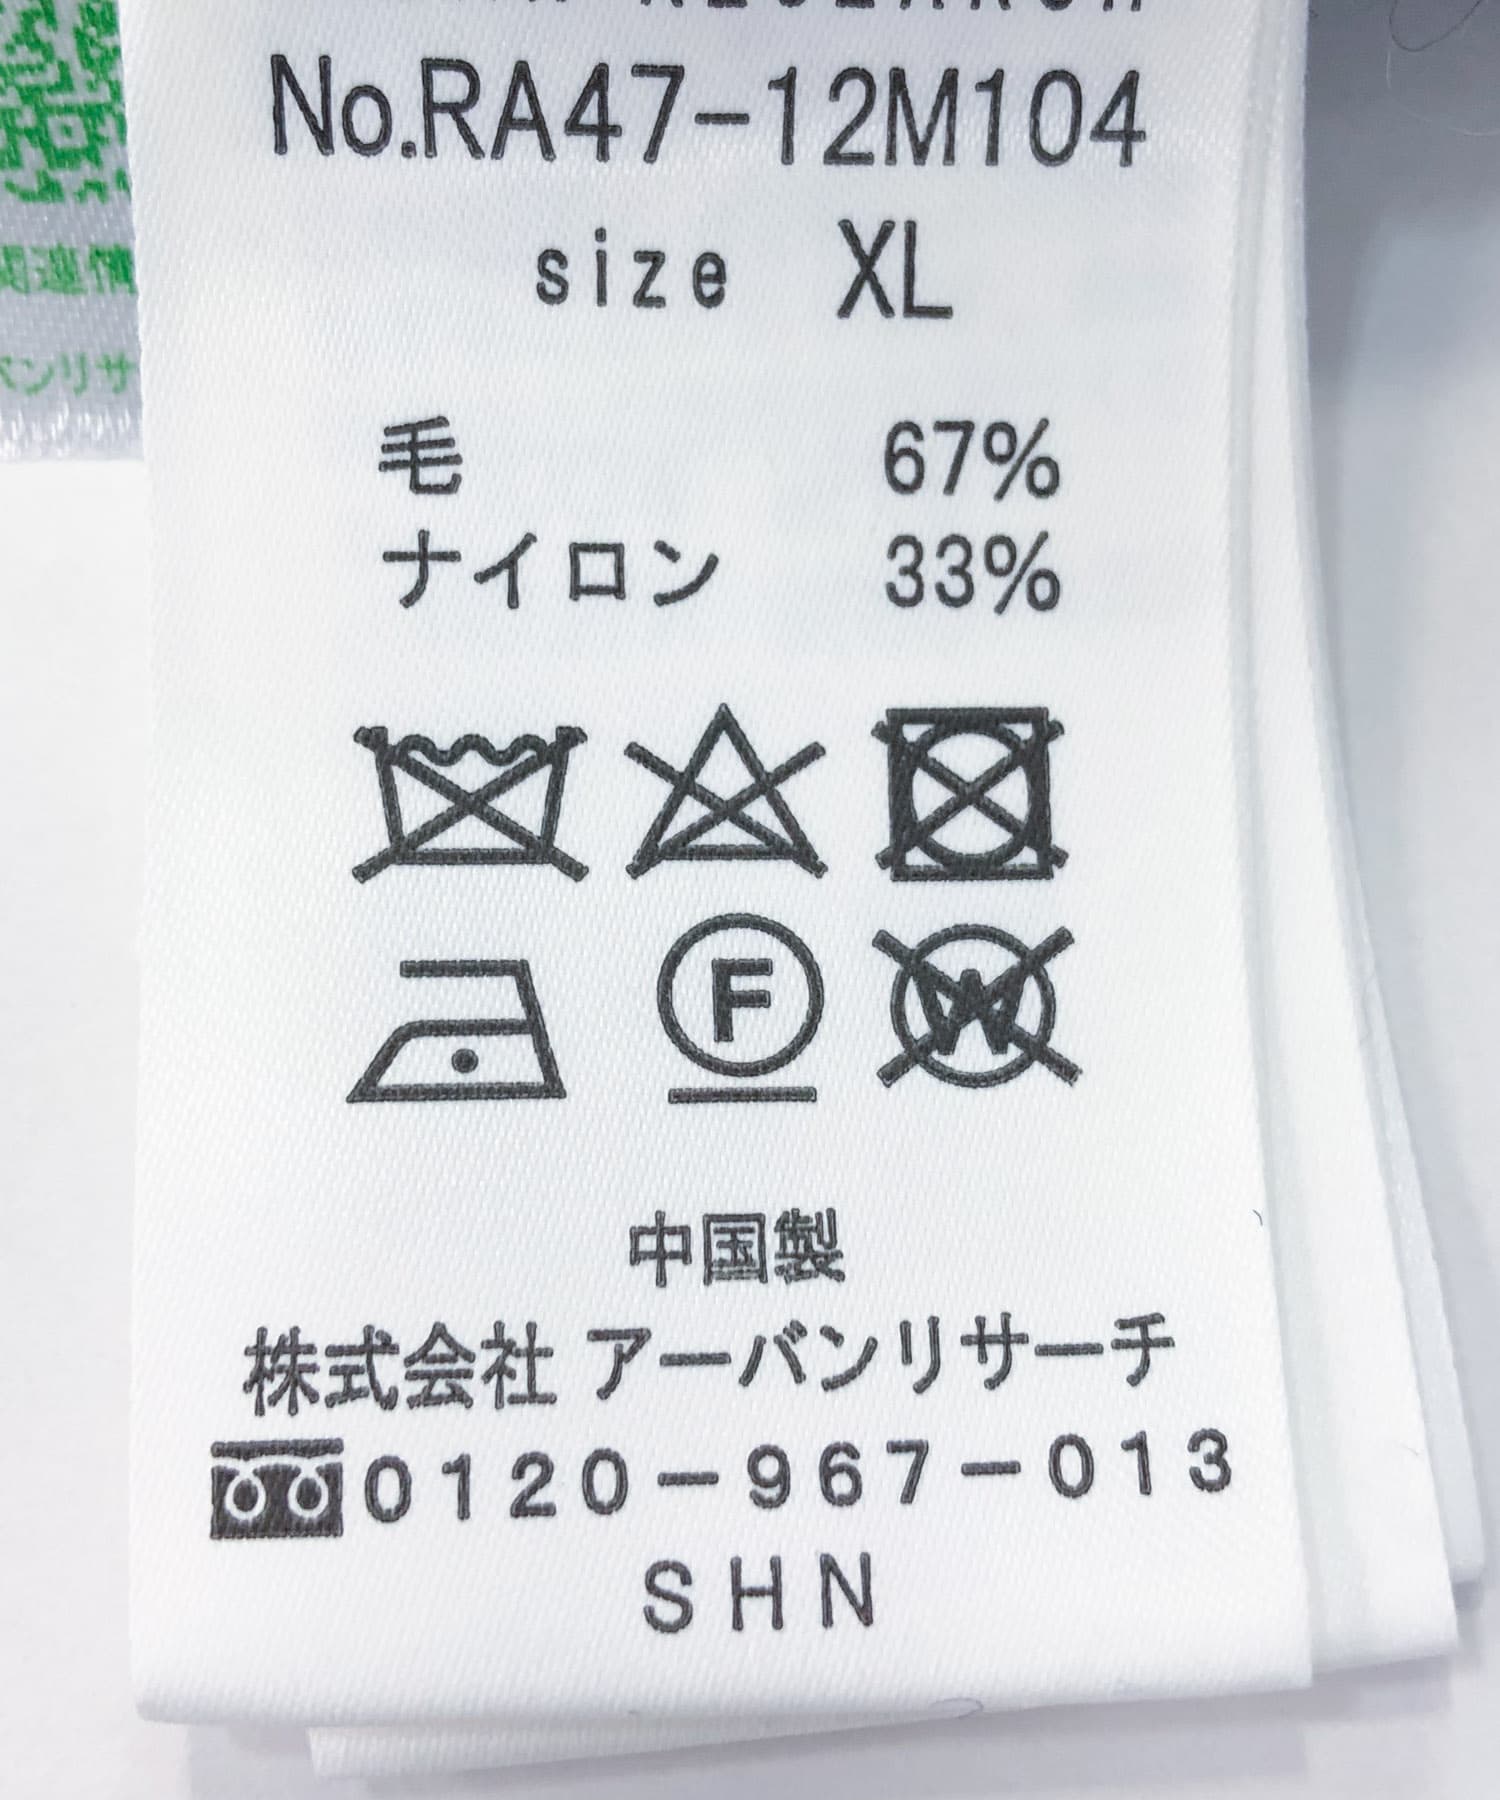 No.RA47-12M104
size XL
毛 67%
ナイロン 33%
F
W
中国製
株式会社 アーバンリサーチ
0120-967-013
SHN